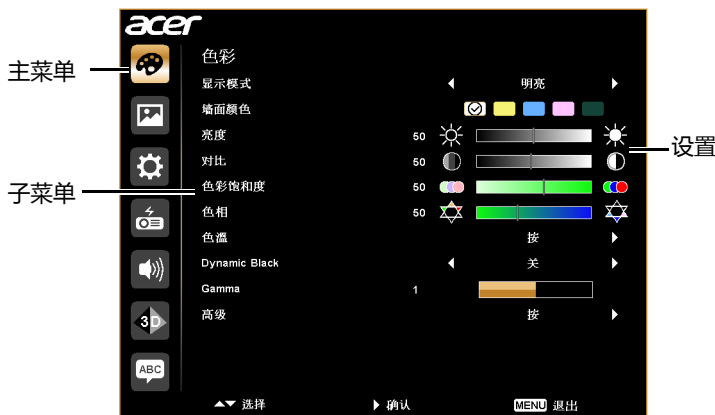 acer
色彩
主菜单
显示模式 明亮
墙面颜色
亮度 50
设置
对比 50
子菜单
色彩饱和度 50
色相 50
色温 按
Dynamic Black 关
Gamma 1
3D
高级 按
ABC
选择 确认 MENU 退出